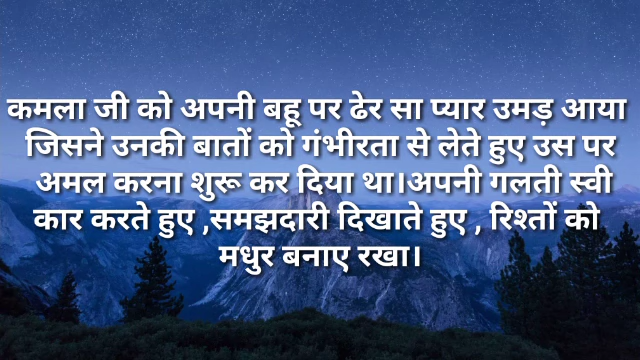 कमला जी को अपनी बहू पर ढेर सा प्यार उमड़ आया
जिसने उनकी बातों को गंभीरता से लेते हुए उस पर
अमल करना शुरू कर दिया था।अपनी गलती स्वी
कार करते हुए ,समझदारी दिखाते हुए , रिश्तों को
मधुर बनाए रखा।